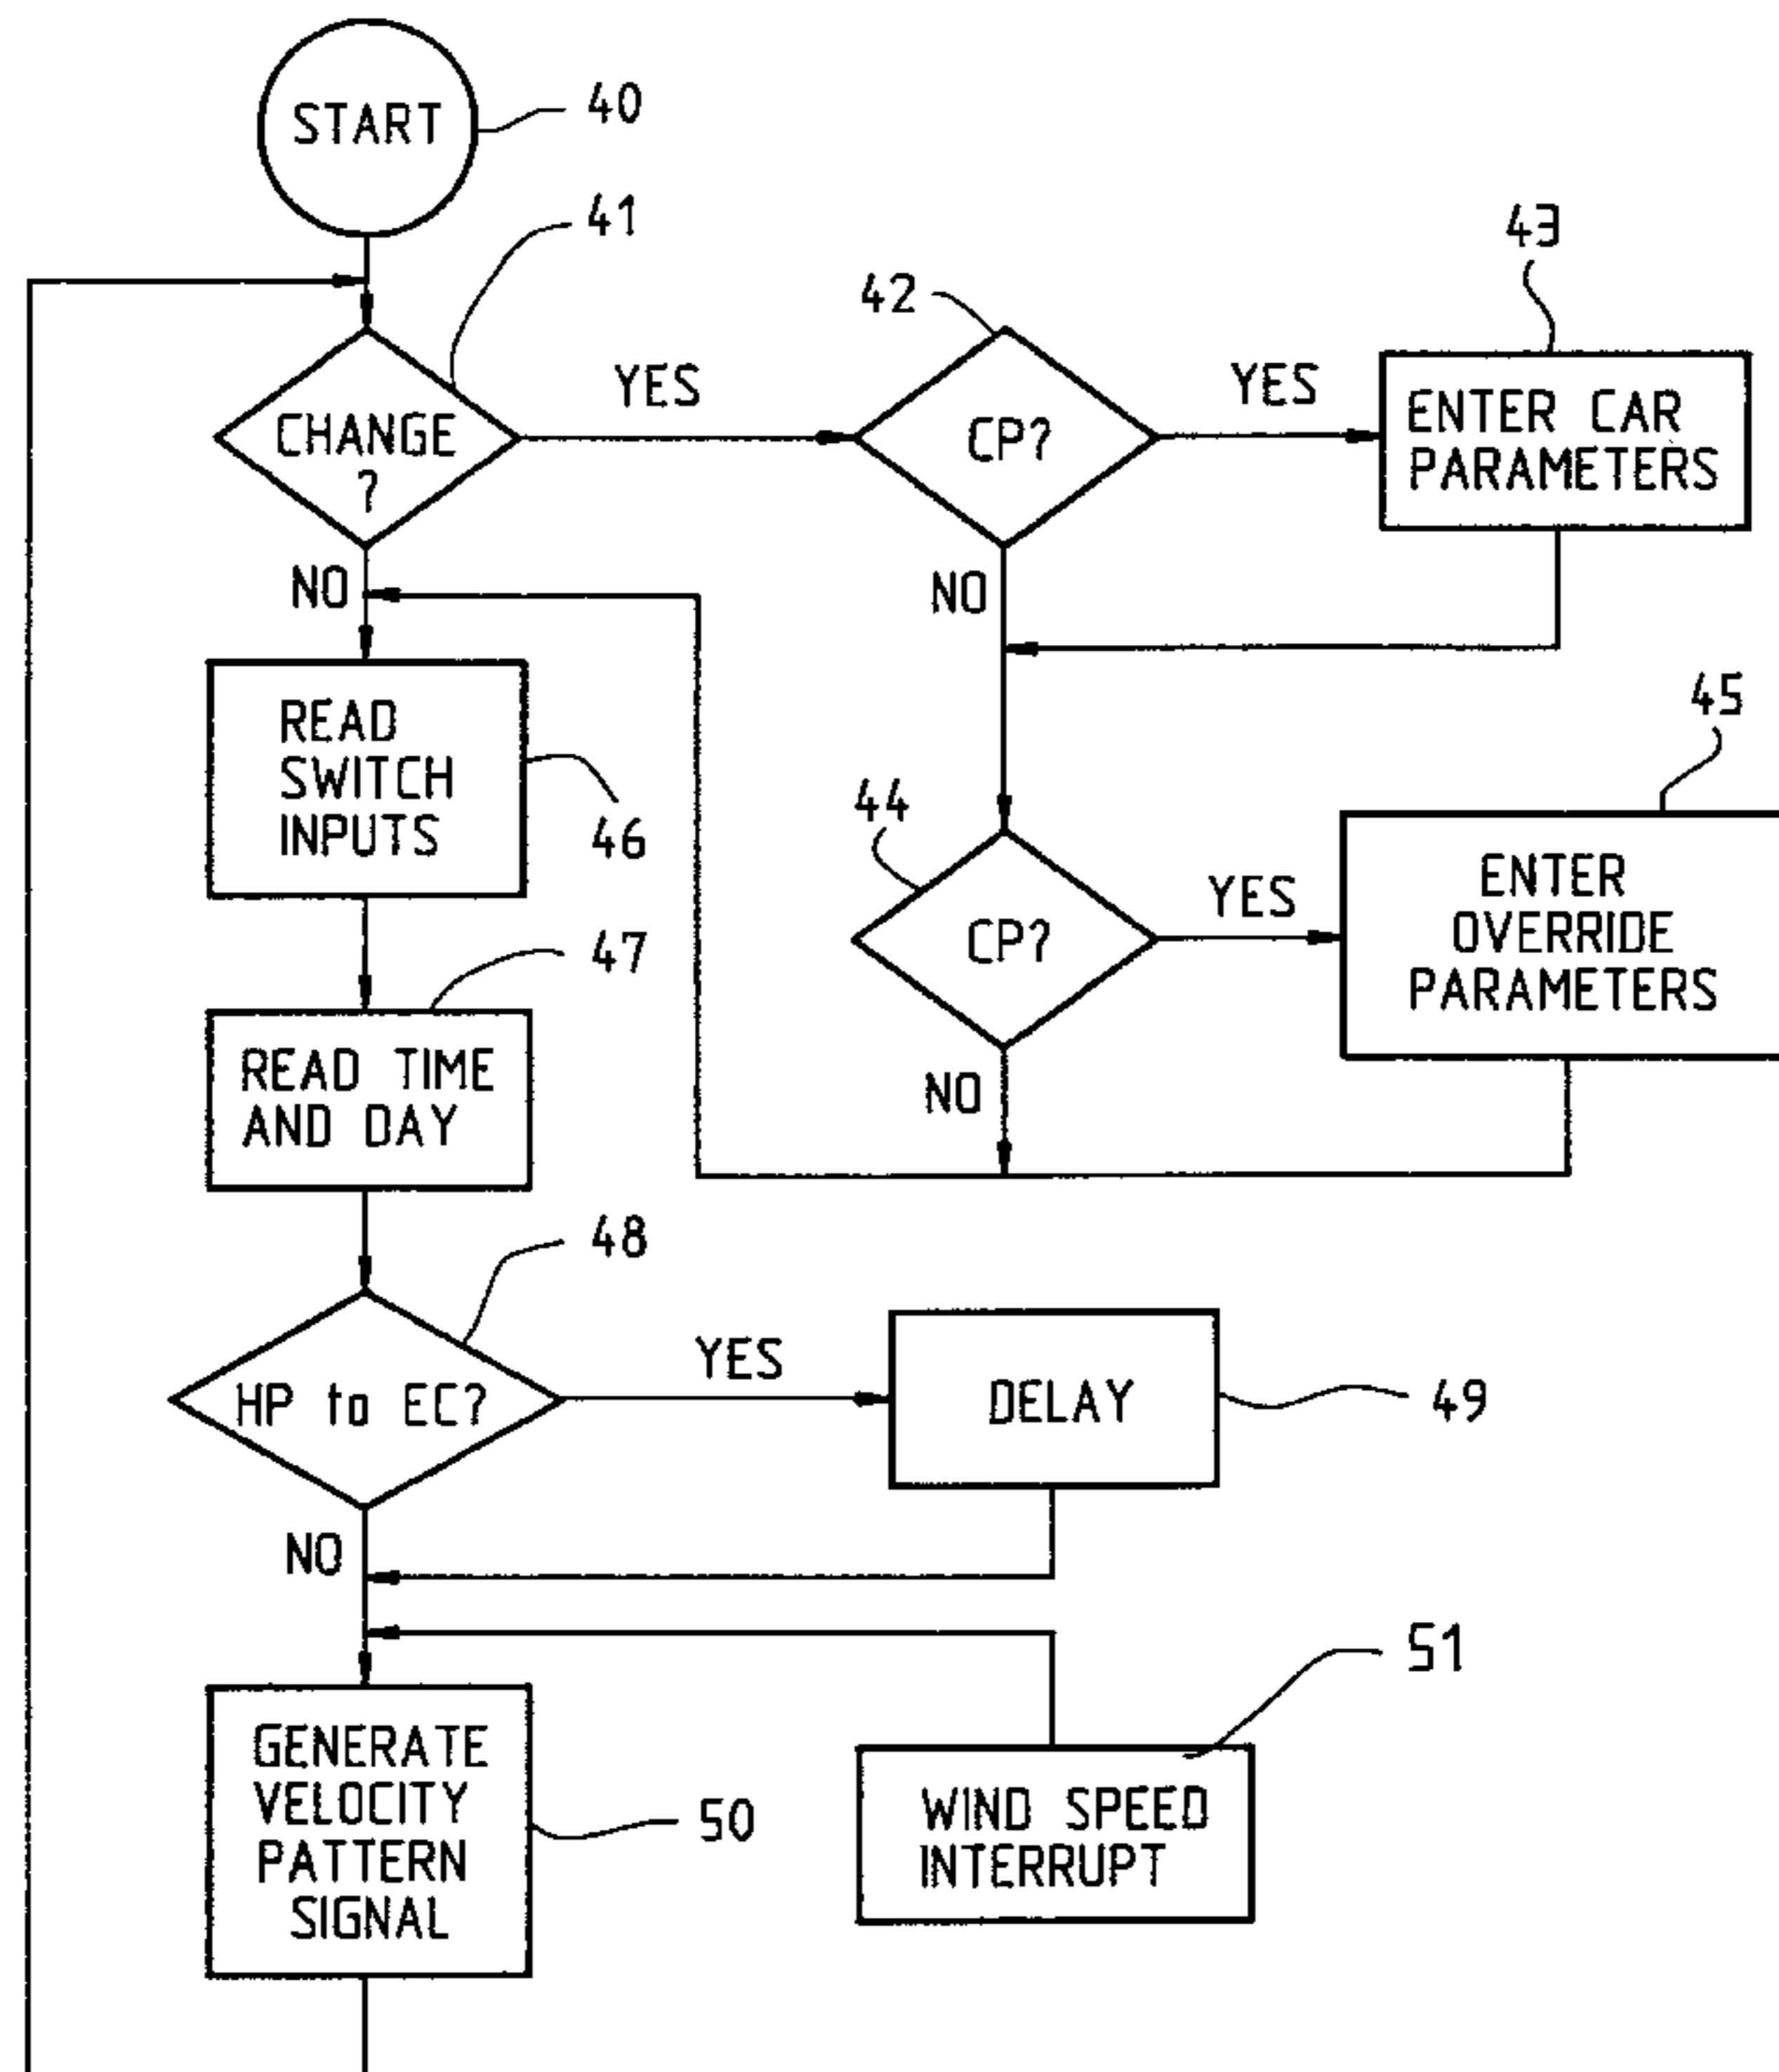 START
40
41
CHANGE
?
YES
42
CP?
YES
43
ENTER CAR
PARAMETERS
NO
NO
READ
SWITCH
INPUTS
46
44
CP?
YES
45
ENTER
OVERRIDE
PARAMETERS
NO
47
READ TIME
AND DAY
48
HP to EC?
YES
DELAY
49
NO
GENERATE
VELOCITY
PATTERN
SIGNAL
50
51
WIND SPEED
INTERRUPT